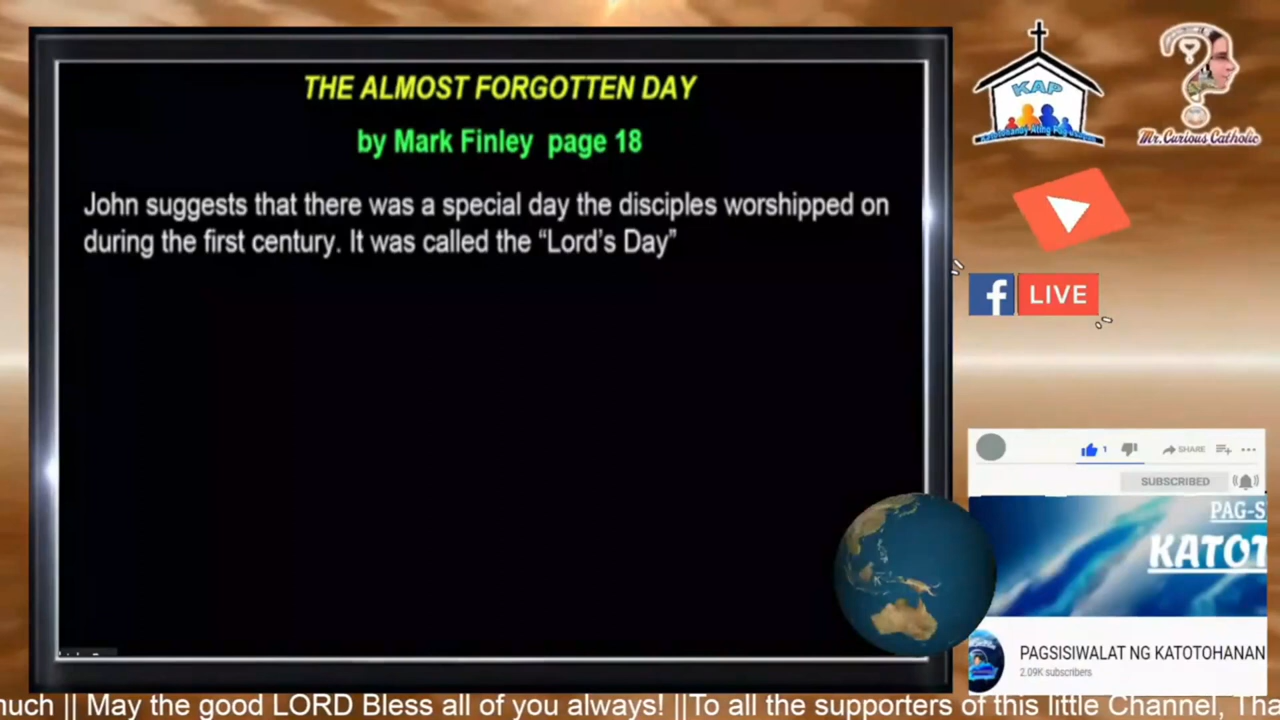 THE ALMOST FORGOTTEN DAY
by Mark Finley page 18
John suggests that there was a special day the disciples worshipped on
during the first century. It was called the “Lord’s Day”
KAP
Mr.Curious Catholic
LIVE
1
SHARE
SUBSCRIBED
PAG-S
KATOT
PAGSISIWALAT NG KATOTOHANAN
2.09K subscribers
much || May the good LORD Bless all of you always! ||To all the supporters of this little Channel, Tha